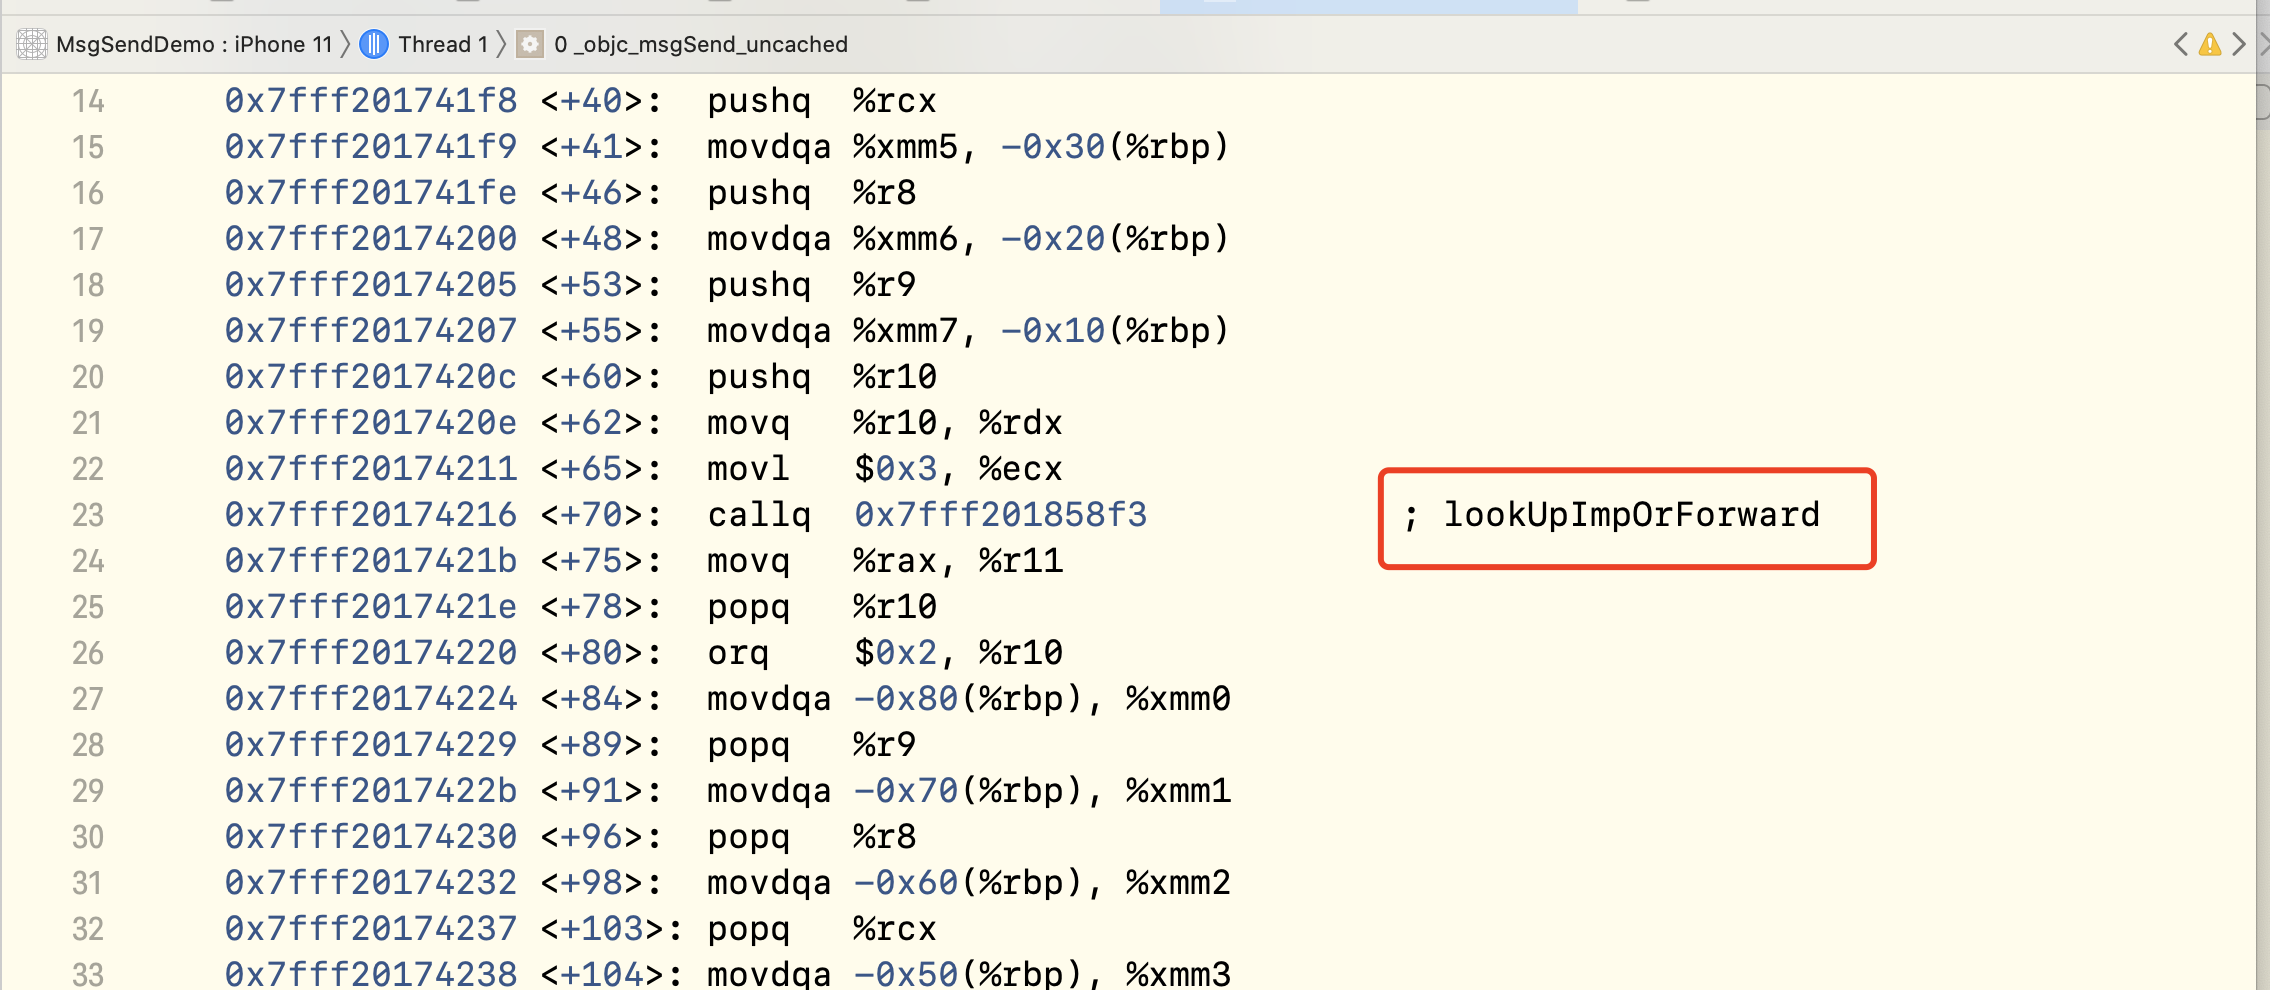 MsgSendDemo : iPhone 11 Thread 1 0 _objc_msgSend_uncached
14 0x7fff201741f8 <+40>: pushq %rcx
15 0x7fff201741f9 <+41>: movdqa %xmm5, -0x30(%rbp)
16 0x7fff201741fe <+46>: pushq %r8
17 0x7fff20174200 <+48>: movdqa %xmm6, -0x20(%rbp)
18 0x7fff20174205 <+53>: pushq %r9
19 0x7fff20174207 <+55>: movdqa %xmm7, -0x10(%rbp)
20 0x7fff2017420c <+60>: pushq %r10
21 0x7fff2017420e <+62>: movq %r10, %rdx
22 0x7fff20174211 <+65>: movl $0x3, %ecx
23 0x7fff20174216 <+70>: callq 0x7fff201858f3 ; lookUpImpOrForward
24 0x7fff2017421b <+75>: movq %rax, %r11
25 0x7fff2017421e <+78>: popq %r10
26 0x7fff20174220 <+80>: orq $0x2, %r10
27 0x7fff20174224 <+84>: movdqa -0x80(%rbp), %xmm0
28 0x7fff20174229 <+89>: popq %r9
29 0x7fff2017422b <+91>: movdqa -0x70(%rbp), %xmm1
30 0x7fff20174230 <+96>: popq %r8
31 0x7fff20174232 <+98>: movdqa -0x60(%rbp), %xmm2
32 0x7fff20174237 <+103>: popq %rcx
33 0x7fff20174238 <+104>: movdqa -0x50(%rbp), %xmm3